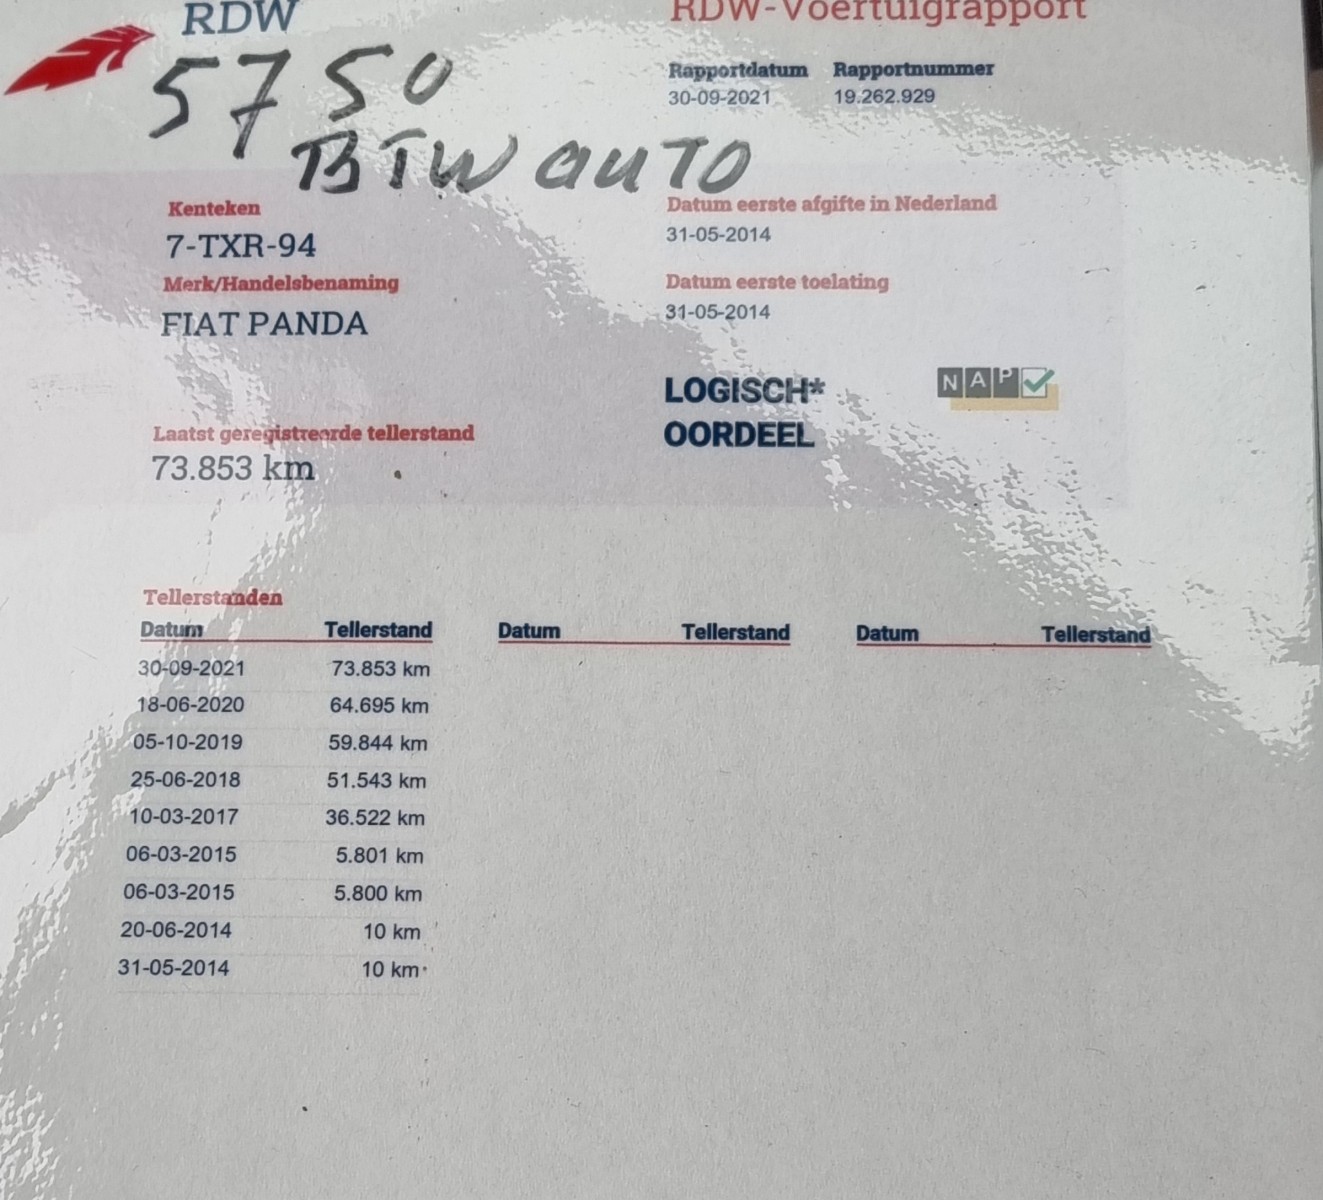 RDW
RDW-Voertuigrapport
5750
BTW auto
Rapportdatum Rapportnummer
30-09-2021 19.262.929
Kenteken
7-TXR-94
Merk/Handelsbenaming
FIAT PANDA
Datum eerste afgifte in Nederland
31-05-2014
Datum eerste toelating
31-05-2014
LOGISCH*
OORDEEL
NAP
Laatst geregistreerde tellerstand
73.853 km
Tellerstanden
Datum Tellerstand Datum Tellerstand Datum Tellerstand
30-09-2021 73.853 km
18-06-2020 64.695 km
05-10-2019 59.844 km
25-06-2018 51.543 km
10-03-2017 36.522 km
06-03-2015 5.801 km
06-03-2015 5.800 km
20-06-2014 10 km
31-05-2014 10 km